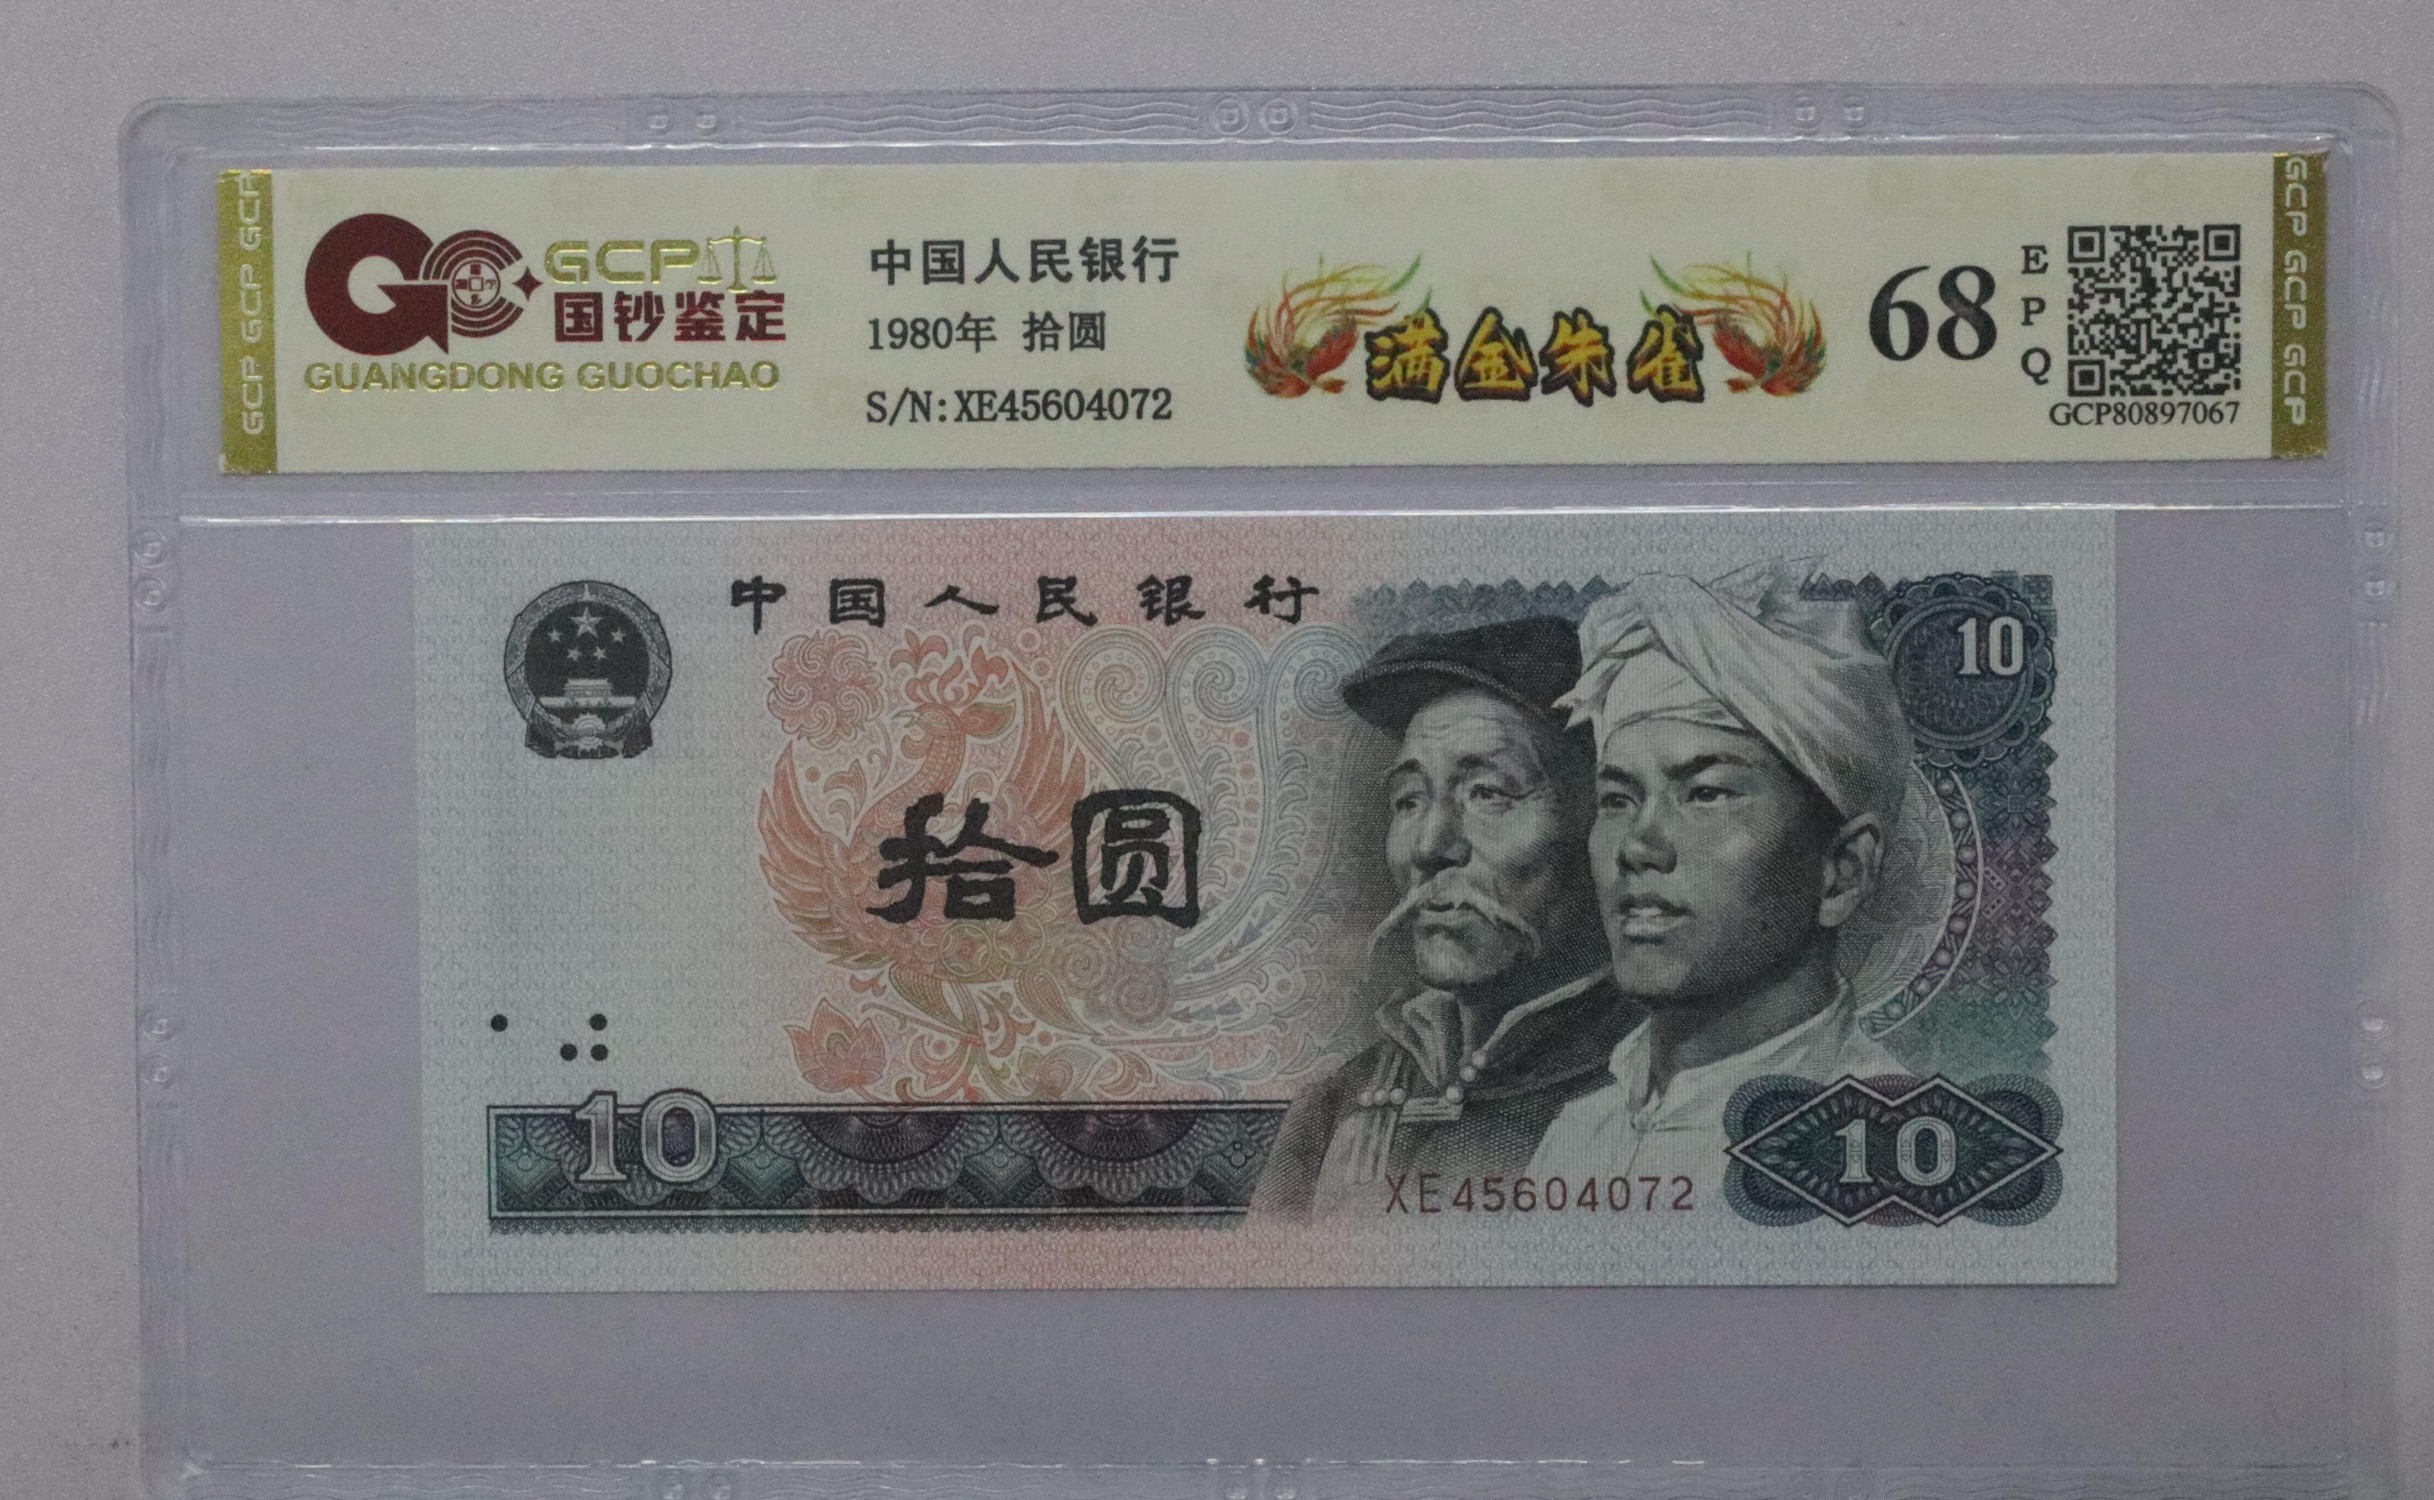 GCP
国钞鉴定
GUANGDONG GUOCHAO
中国人民银行
1980年 拾圆
S/N:XE45604072
满金朱雀
68
E
P
Q
GCP80897067
GCP GCP GCP
GCP GCP GCP GCP
中国人民银行
10
拾圆
10
XE45604072
10